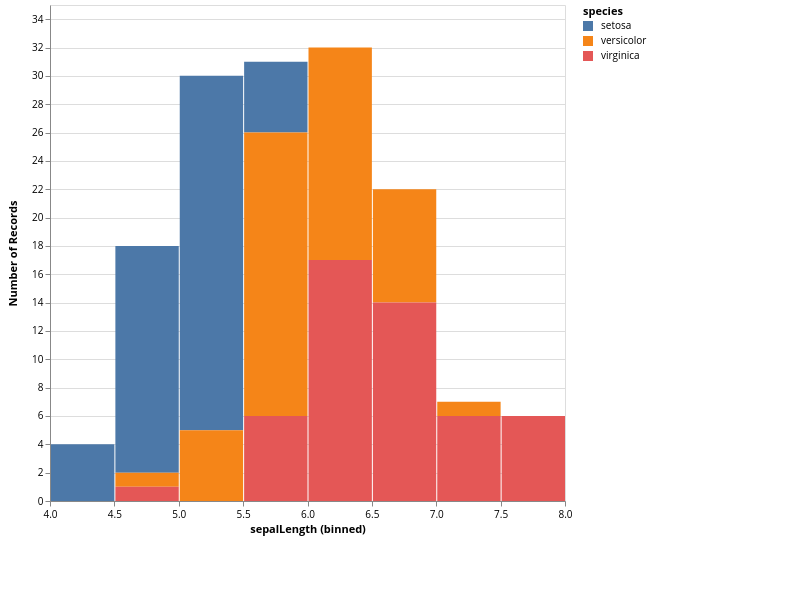 34
32
30
28
26
24
22
20
18
16
14
12
10
8
6
4
2
0
Number of Records
4.0 4.5 5.0 5.5 6.0 6.5 7.0 7.5 8.0
sepalLength (binned)
species
setosa
versicolor
virginica